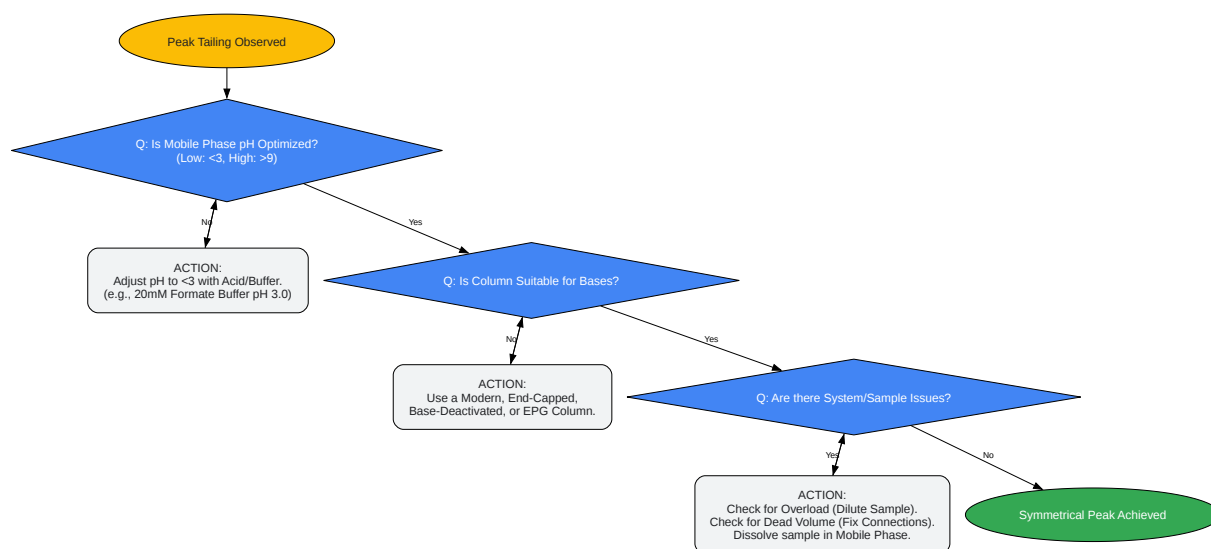 Peak Tailing Observed
Q: Is Mobile Phase pH Optimized?
(Low: <3, High: >9)
No
Yes
ACTION:
Adjust pH to <3 with Acid/Buffer.
(e.g., 20mM Formate Buffer pH 3.0)
Q: Is Column Suitable for Bases?
No
Yes
ACTION:
Use a Modern, End-Capped,
Base-Deactivated, or EPG Column.
Q: Are there System/Sample Issues?
Yes
No
ACTION:
Check for Overload (Dilute Sample).
Check for Dead Volume (Fix Connections).
Dissolve sample in Mobile Phase.
Symmetrical Peak Achieved